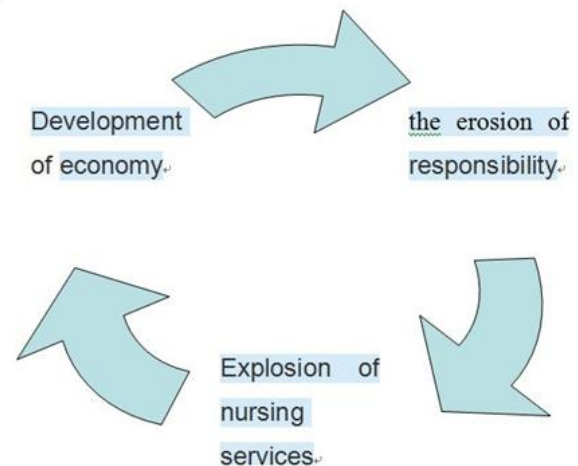 Development
of economy
the erosion of
responsibility
Explosion of
nursing
services